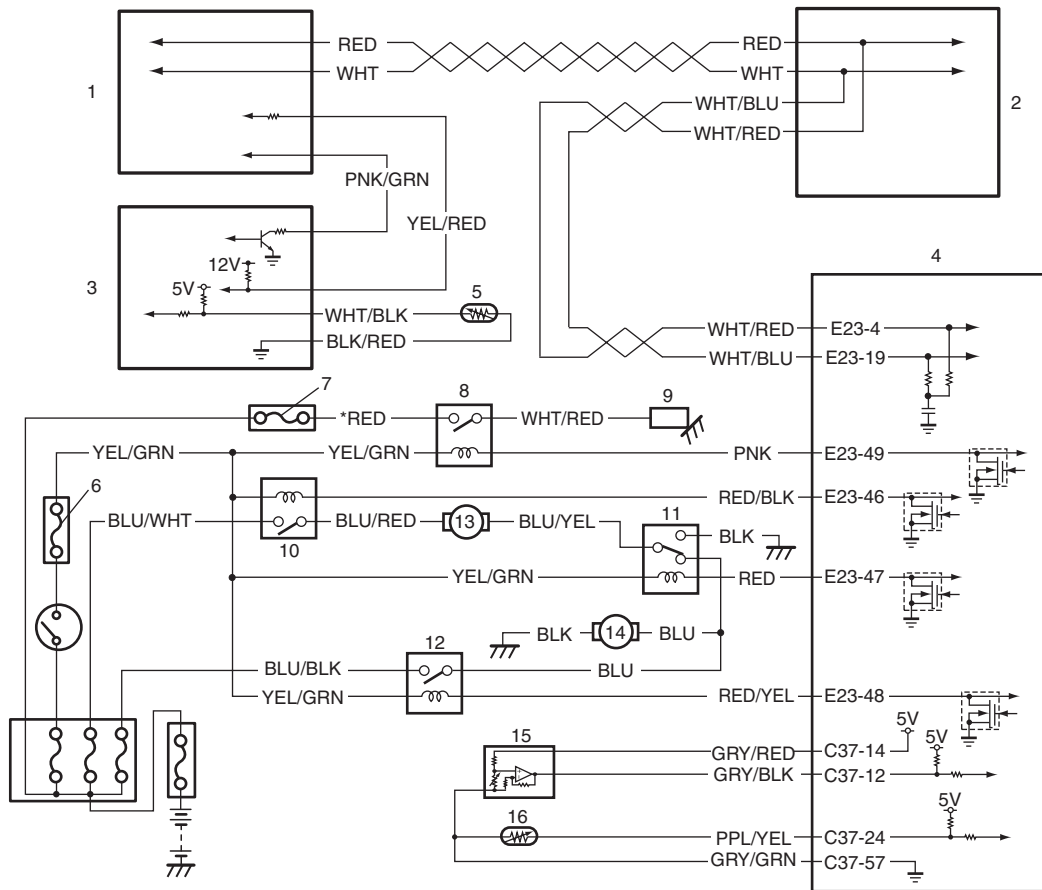 RED RED
WHT WHT
1
WHT/BLU
2
WHT/RED
PNK/GRN
YEL/RED
12V
4
3
5V
5
WHT/BLK
WHT/RED E23-4
BLK/RED
WHT/BLU E23-19
7
8
9
*RED
WHT/RED
YEL/GRN
YEL/GRN
PNK E23-49
6
RED/BLK E23-46
BLU/WHT
BLU/RED
13
BLU/YEL
11
BLK
10
YEL/GRN
RED E23-47
BLK
14
BLU
12
BLU/BLK
BLU
YEL/GRN
RED/YEL E23-48
5V
5V
15
GRY/RED C37-14
GRY/BLK C37-12
5V
16
PPL/YEL C37-24
GRY/GRN C37-57